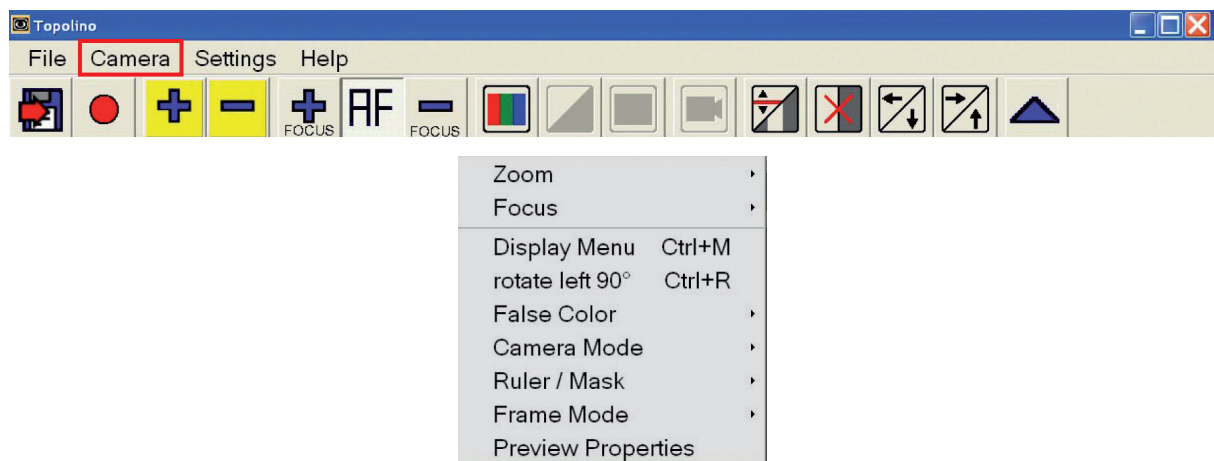 Topolino
File Camera Settings Help
FOCUS AF FOCUS
Zoom
Focus
Display Menu Ctrl+M
rotate left 90° Ctrl+R
False Color
Camera Mode
Ruler / Mask
Frame Mode
Preview Properties